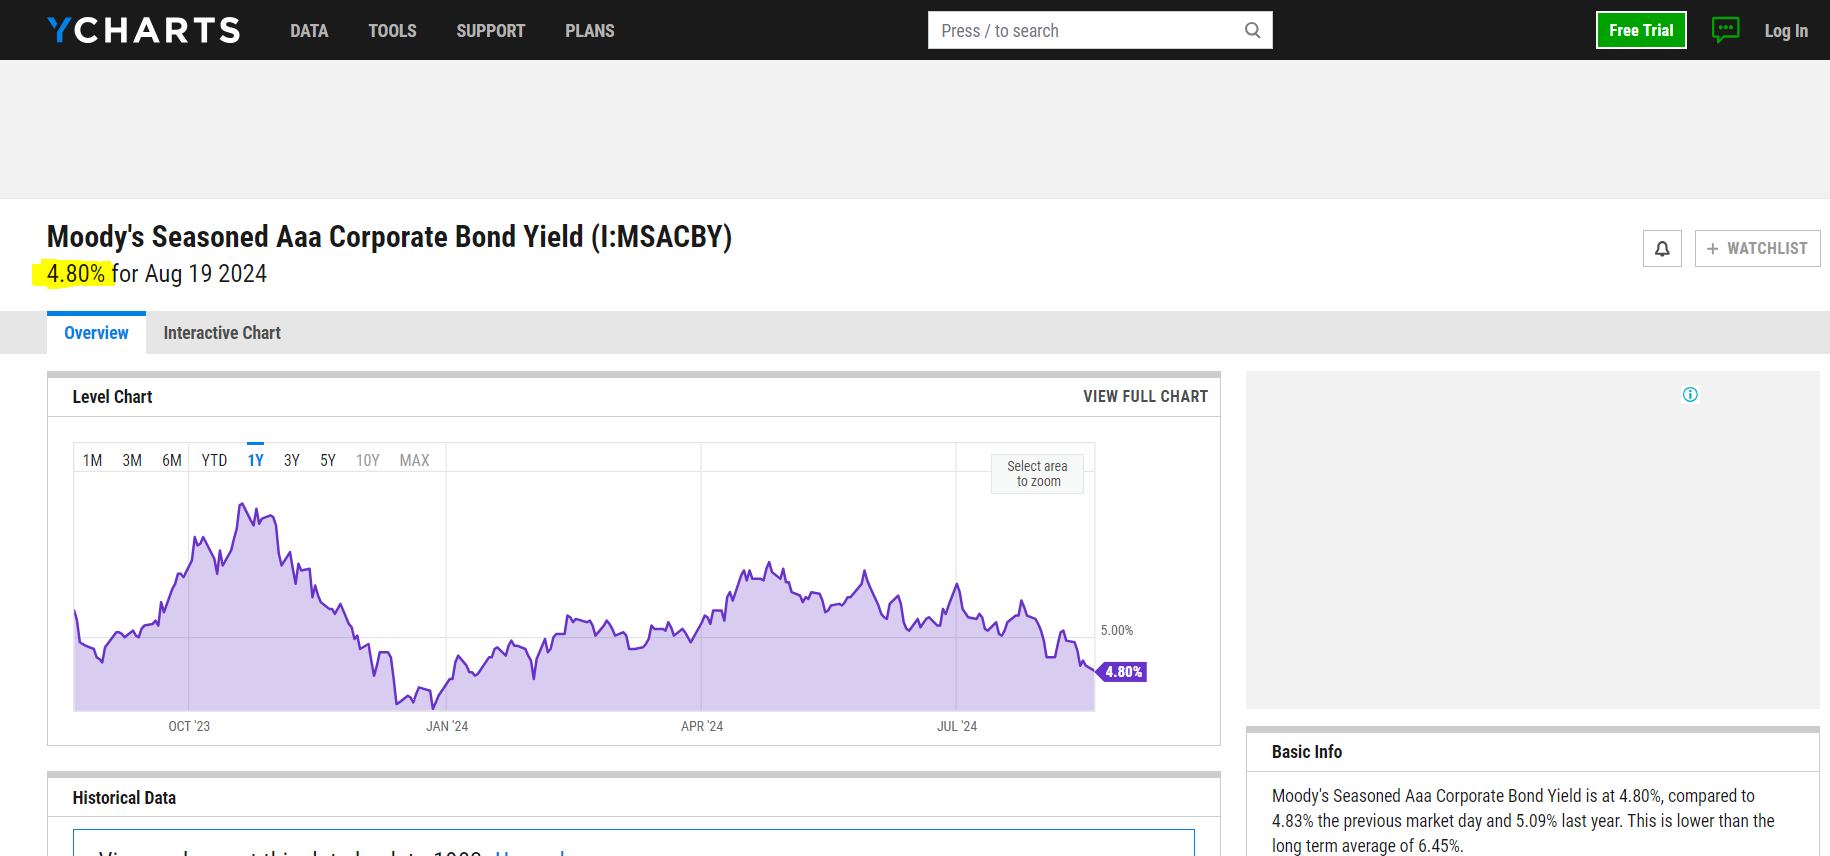 YCHARTS DATA TOOLS SUPPORT PLANS Press / to search Free Trial Log In
Moody's Seasoned Aaa Corporate Bond Yield (I:MSACBY)
4.80% for Aug 19 2024
+ WATCHLIST
Overview Interactive Chart
Level Chart VIEW FULL CHART
1M 3M 6M YTD 1Y 3Y 5Y 10Y MAX
Select area
to zoom
5.00%
4.80%
OCT '23 JAN '24 APR '24 JUL '24
Historical Data
Basic Info
Moody's Seasoned Aaa Corporate Bond Yield is at 4.80%, compared to
4.83% the previous market day and 5.09% last year. This is lower than the
long term average of 6.45%.